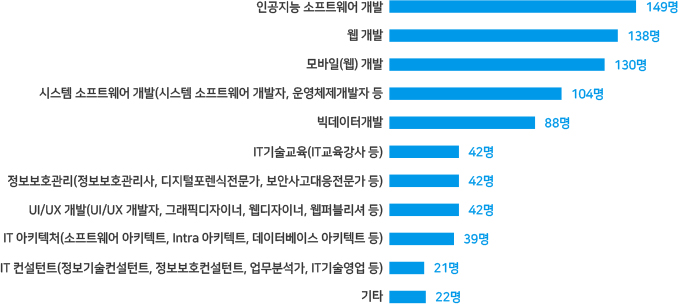 인공지능 소프트웨어 개발 149명
웹 개발 138명
모바일(웹) 개발 130명
시스템 소프트웨어 개발(시스템 소프트웨어 개발자, 운영체제개발자 등 104명
빅데이터개발 88명
IT기술교육(IT교육강사 등) 42명
정보보호관리(정보보호관리사, 디지털포렌식전문가, 보안사고대응전문가 등) 42명
UI/UX 개발(UI/UX 개발자, 그래픽디자이너, 웹디자이너, 웹퍼블리셔 등) 42명
IT 아키텍처(소프트웨어 아키텍트, Intra 아키텍트, 데이터베이스 아키텍트 등) 39명
IT 컨설턴트(정보기술컨설턴트, 정보보호컨설턴트, 업무분석가, IT기술영업 등) 21명
기타 22명